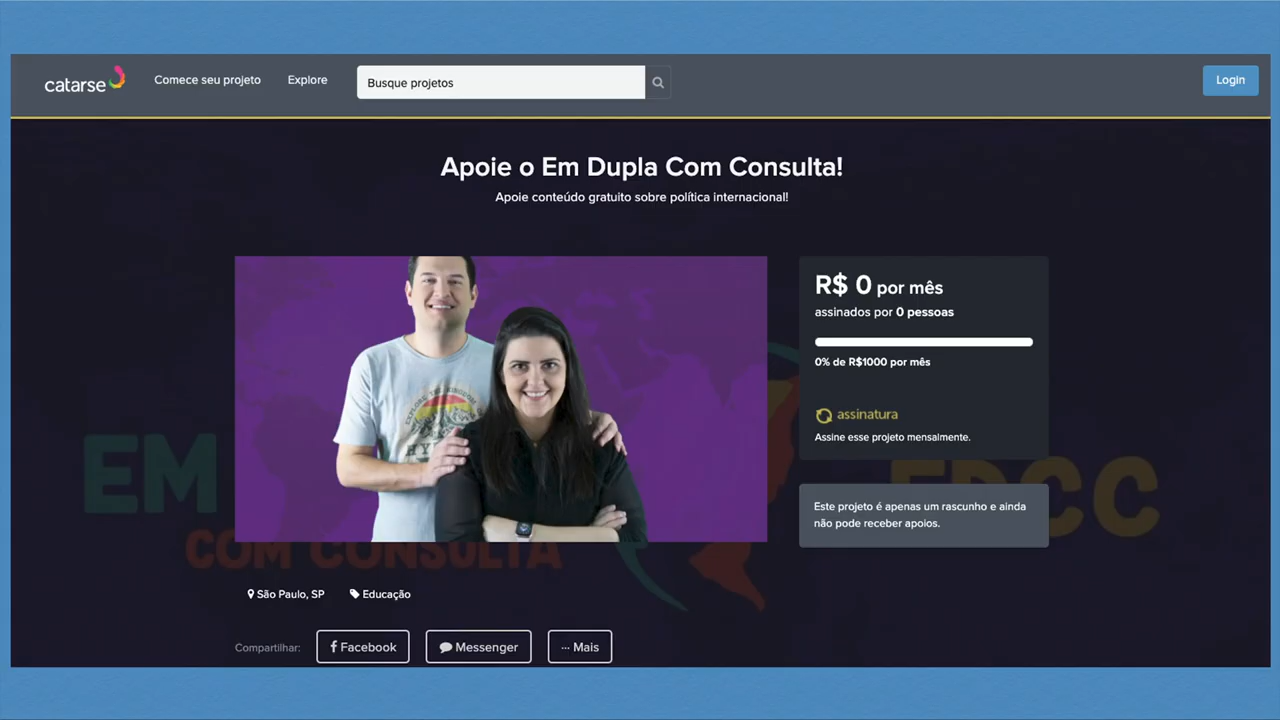 catarse
Comece seu projeto
Explore
Busque projetos
Login
Apoie o Em Dupla Com Consulta!
Apoie conteúdo gratuito sobre política internacional!
R$ 0 por mês
assinados por 0 pessoas
0% de R$1000 por mês
assinatura
Assine esse projeto mensalmente.
Este projeto é apenas um rascunho e ainda
não pode receber apoios.
EM
EDCC
COM CONSULTA
São Paulo, SP
Educação
Compartilhar:
Facebook
Messenger
··· Mais